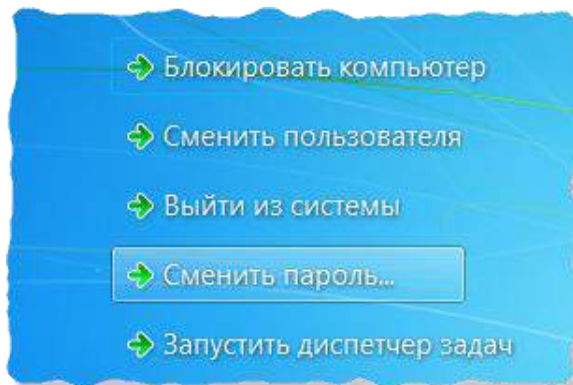 Блокировать компьютер
Сменить пользователя
Выйти из системы
Сменить пароль...
Запустить диспетчер задач